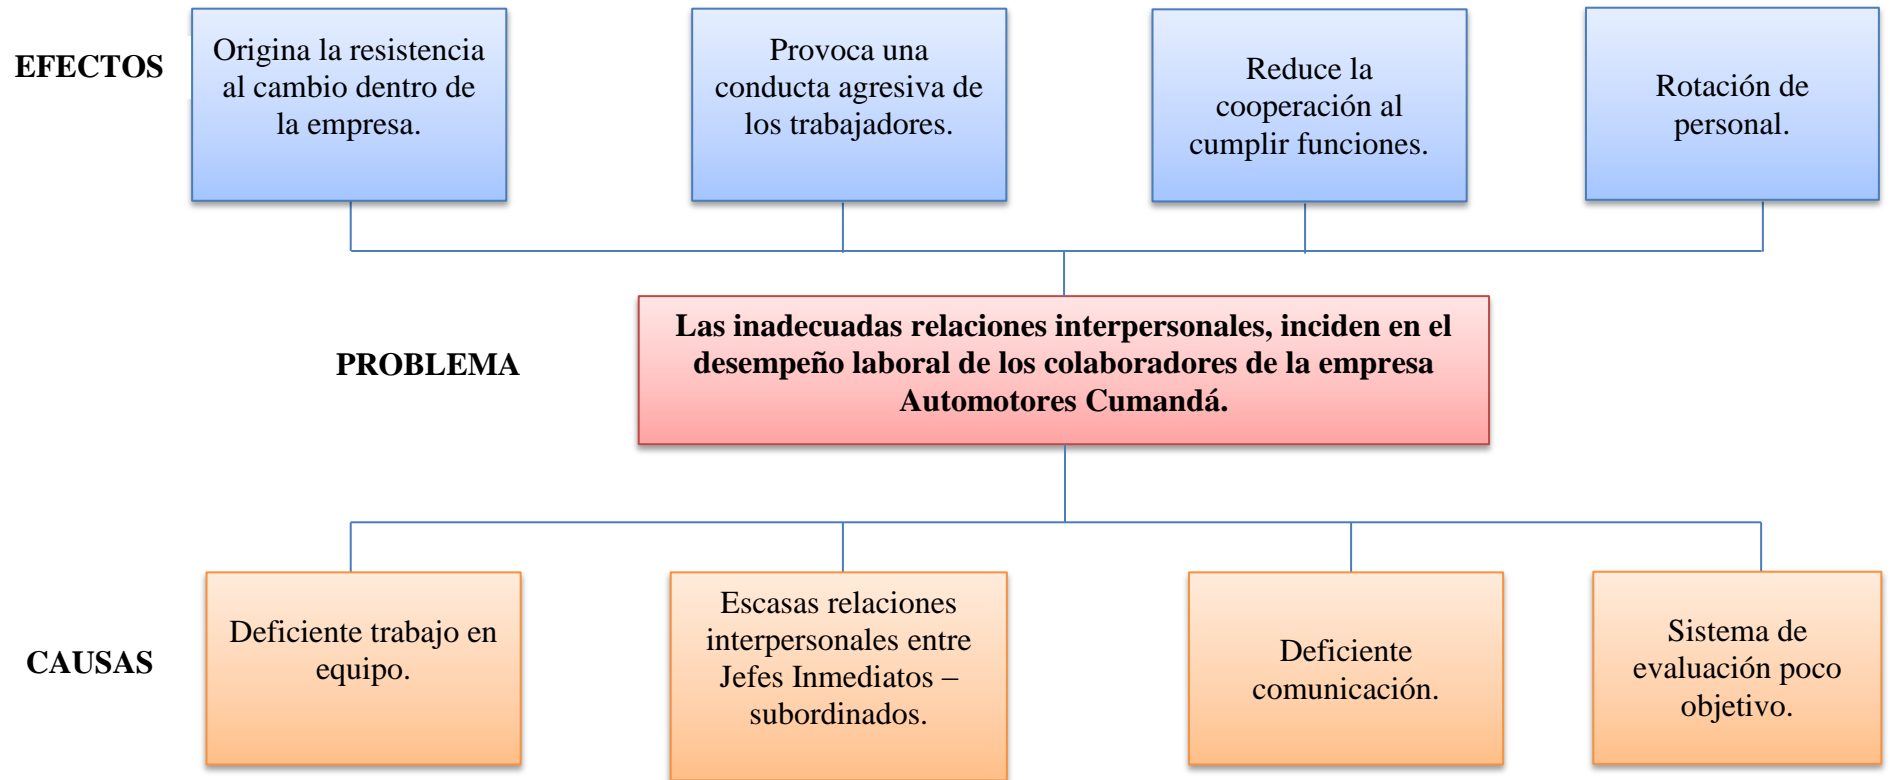 EFECTOS
Origina la resistencia
al cambio dentro de
la empresa.
Provoca una
conducta agresiva de
los trabajadores.
Reduce la
cooperación al
cumplir funciones.
Rotación de
personal.
PROBLEMA
Las inadecuadas relaciones interpersonales, inciden en el
desempeño laboral de los colaboradores de la empresa
Automotores Cumandá.
CAUSAS
Deficiente trabajo en
equipo.
Escasas relaciones
interpersonales entre
Jefes Inmediatos –
subordinados.
Deficiente
comunicación.
Sistema de
evaluación poco
objetivo.